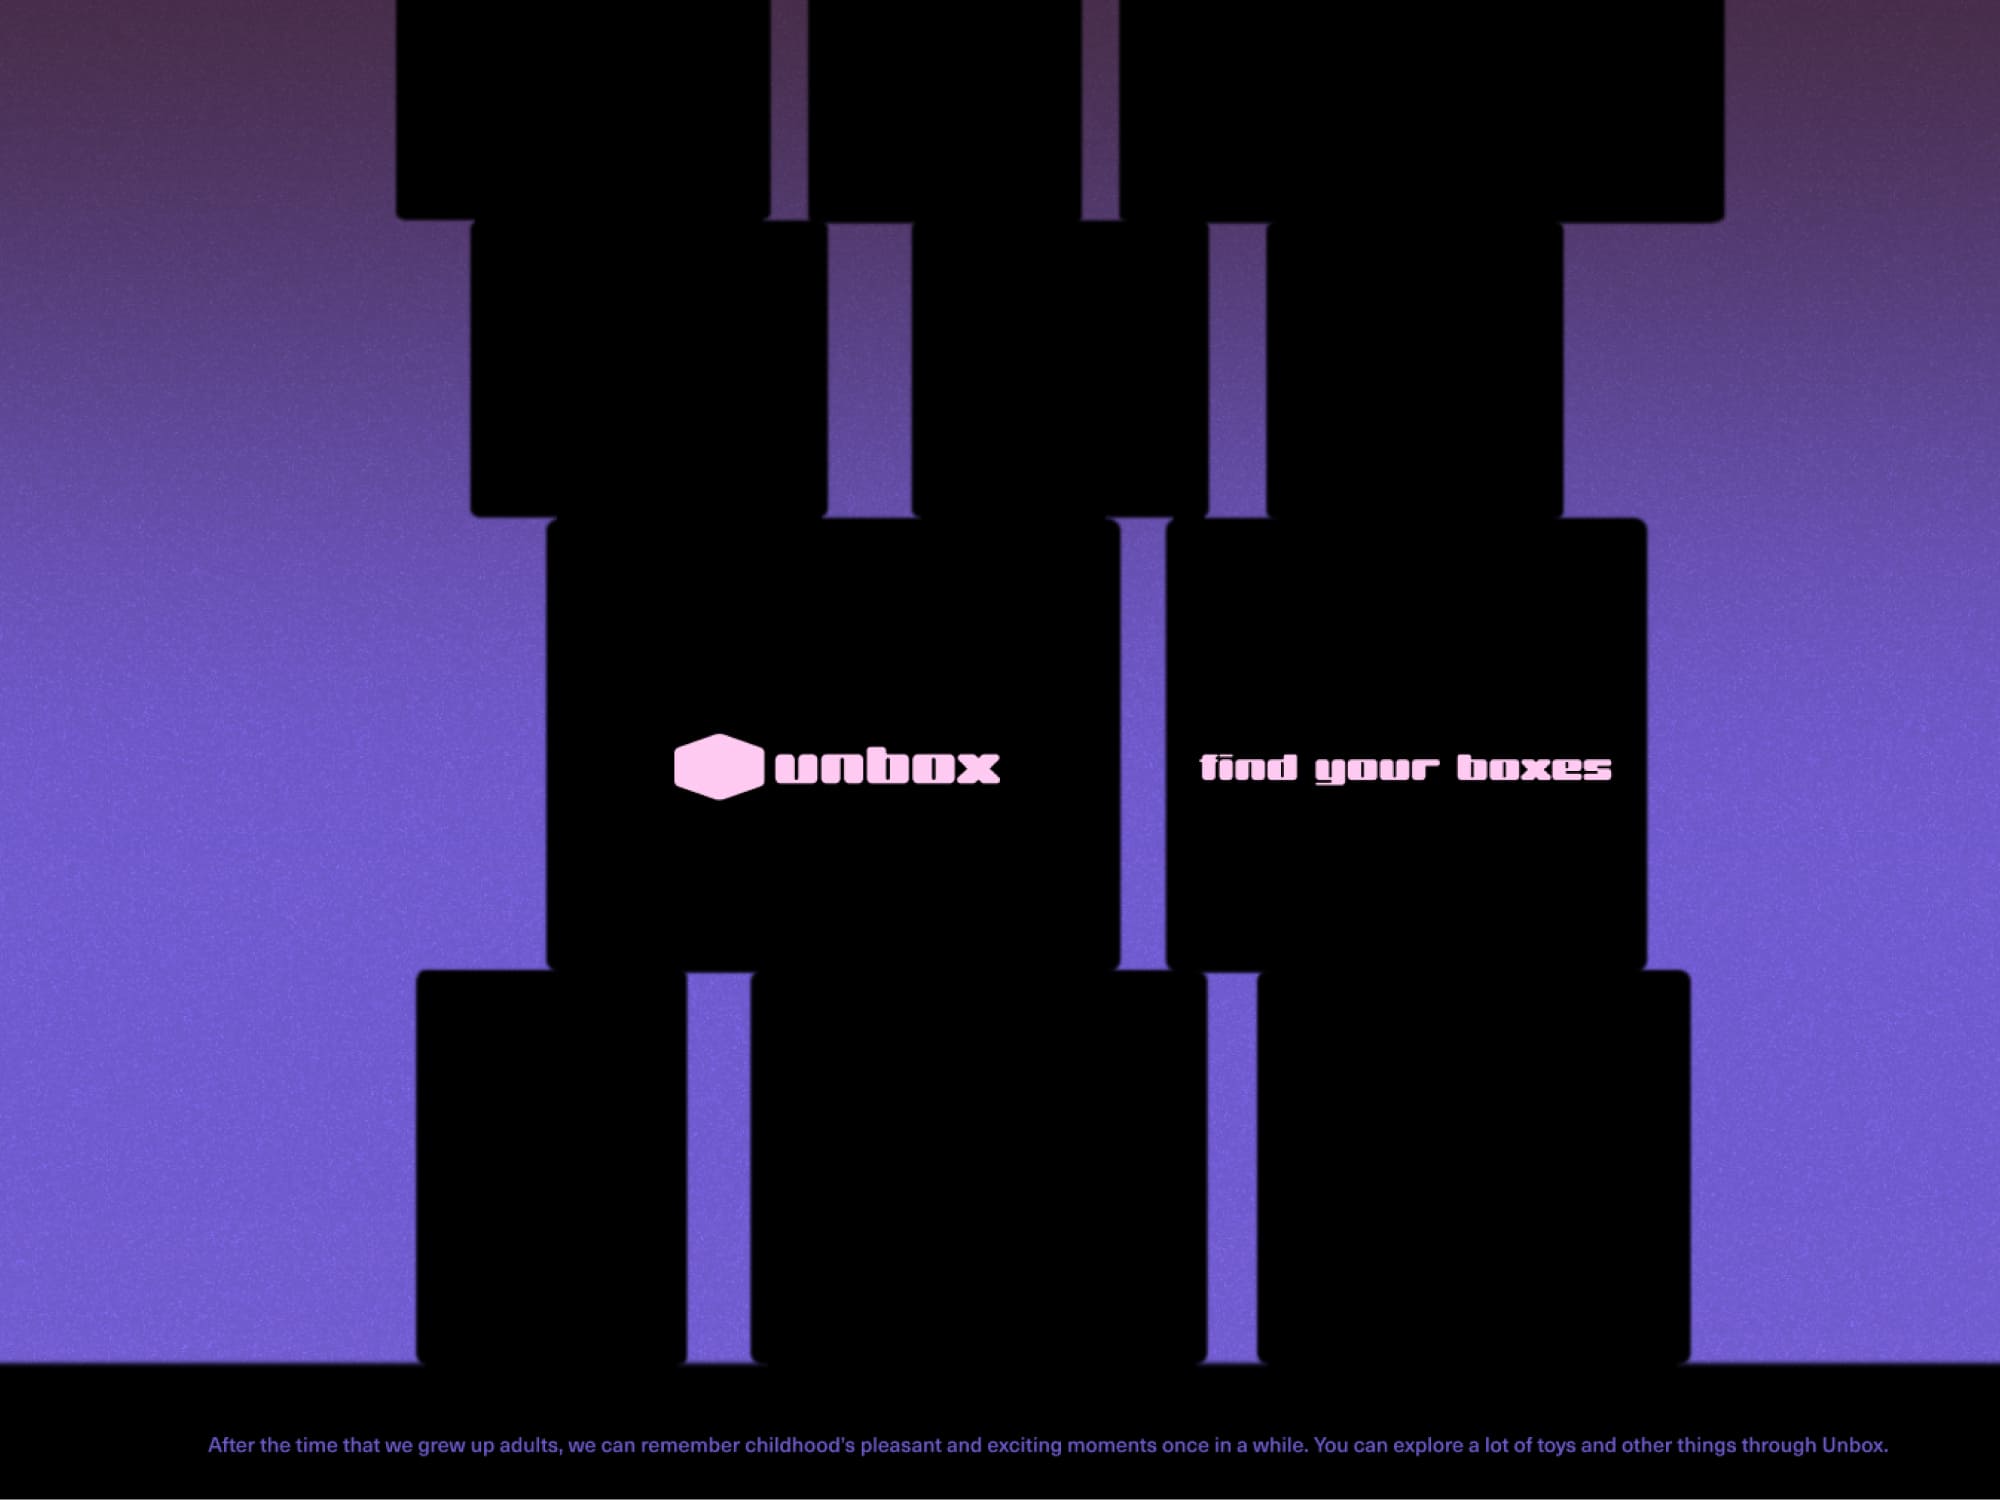 unbox
find your boxes
After the time that we grew up adults, we can remember childhood's pleasant and exciting moments once in a while. You can explore a lot of toys and other things through Unbox.